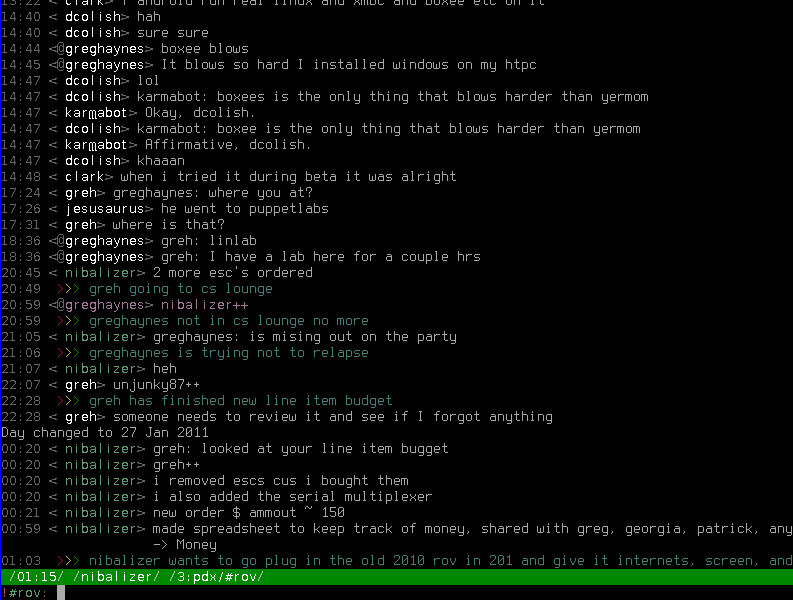 13:22 < clark> i android run real linux and xmbc and boxee etc on it
14:40 < dcolish> hah
14:40 < dcolish> sure sure
14:44 <@greghaynes> boxee blows
14:45 <@greghaynes> It blows so hard I installed windows on my htpc
14:47 < dcolish> lol
14:47 < dcolish> karmabot: boxees is the only thing that blows harder than yermom
14:47 < karmabot> Okay, dcolish.
14:47 < dcolish> karmabot: boxee is the only thing that blows harder than yermom
14:47 < karmabot> Affirmative, dcolish.
14:47 < dcolish> khaaan
14:48 < clark> when i tried it during beta it was alright
17:24 < greh> greghaynes: where you at?
17:26 < jesusaurus> he went to puppetlabs
17:31 < greh> where is that?
18:36 <@greghaynes> greh: linlab
18:36 <@greghaynes> greh: I have a lab here for a couple hrs
20:45 < nibalizer> 2 more esc's ordered
20:49 >>> greh going to cs lounge
20:59 <@greghaynes> nibalizer++
20:59 >>> greghaynes not in cs lounge no more
21:05 < nibalizer> greghaynes: is mising out on the party
21:06 >>> greghaynes is trying not to relapse
21:07 < nibalizer> heh
22:07 < greh> unjunky87++
22:28 >>> greh has finished new line item budget
22:28 < greh> someone needs to review it and see if I forgot anything
Day changed to 27 Jan 2011
00:20 < nibalizer> greh: looked at your line item bugget
00:20 < nibalizer> greh++
00:20 < nibalizer> i removed escs cus i bought them
00:20 < nibalizer> i also added the serial multiplexer
00:21 < nibalizer> new order $ ammout ~ 150
00:59 < nibalizer> made spreadsheet to keep track of money, shared with greg, georgia, patrick, any
-> Money
01:03 >>> nibalizer wants to go plug in the old 2010 rov in 201 and give it internets, screen, and
/01:15/ /nibalizer/ /3:pdx/#rov/
!#rov: